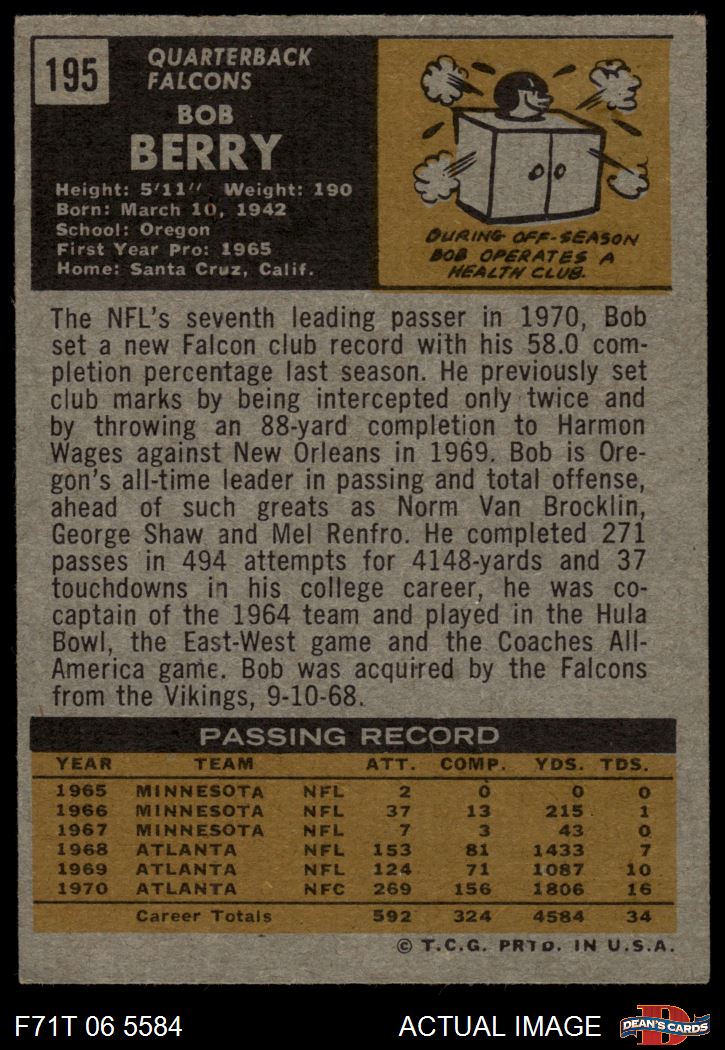 195
QUARTERBACK
FALCONS
BOB
BERRY
Height: 5'11" Weight: 190
Born: March 10, 1942
School: Oregon
First Year Pro: 1965
Home: Santa Cruz, Calif.
DURING OFF-SEASON
BOB OPERATES A
HEALTH CLUB.
The NFL's seventh leading passer in 1970, Bob
set a new Falcon club record with his 58.0 com-
pletion percentage last season. He previously set
club marks by being intercepted only twice and
by throwing an 88-yard completion to Harmon
Wages against New Orleans in 1969. Bob is Ore-
gon's all-time leader in passing and total offense,
ahead of such greats as Norm Van Brocklin,
George Shaw and Mel Renfro. He completed 271
passes in 494 attempts for 4148-yards and 37
touchdowns in his college career, he was co-
captain of the 1964 team and played in the Hula
Bowl, the East-West game and the Coaches All-
America game. Bob was acquired by the Falcons
from the Vikings, 9-10-68.
PASSING RECORD
YEAR TEAM ATT. COMP. YDS. TDS.
1965 MINNESOTA NFL 2 0 0 0
1966 MINNESOTA NFL 37 13 215 1
1967 MINNESOTA NFL 7 3 43 0
1968 ATLANTA NFL 153 81 1433 7
1969 ATLANTA NFL 124 71 1087 10
1970 ATLANTA NFC 269 156 1806 16
Career Totals 592 324 4584 34
© T.C.G. PRTD. IN U.S.A.
F71T 06 5584 ACTUAL IMAGE
D
DEAN'S CARDS